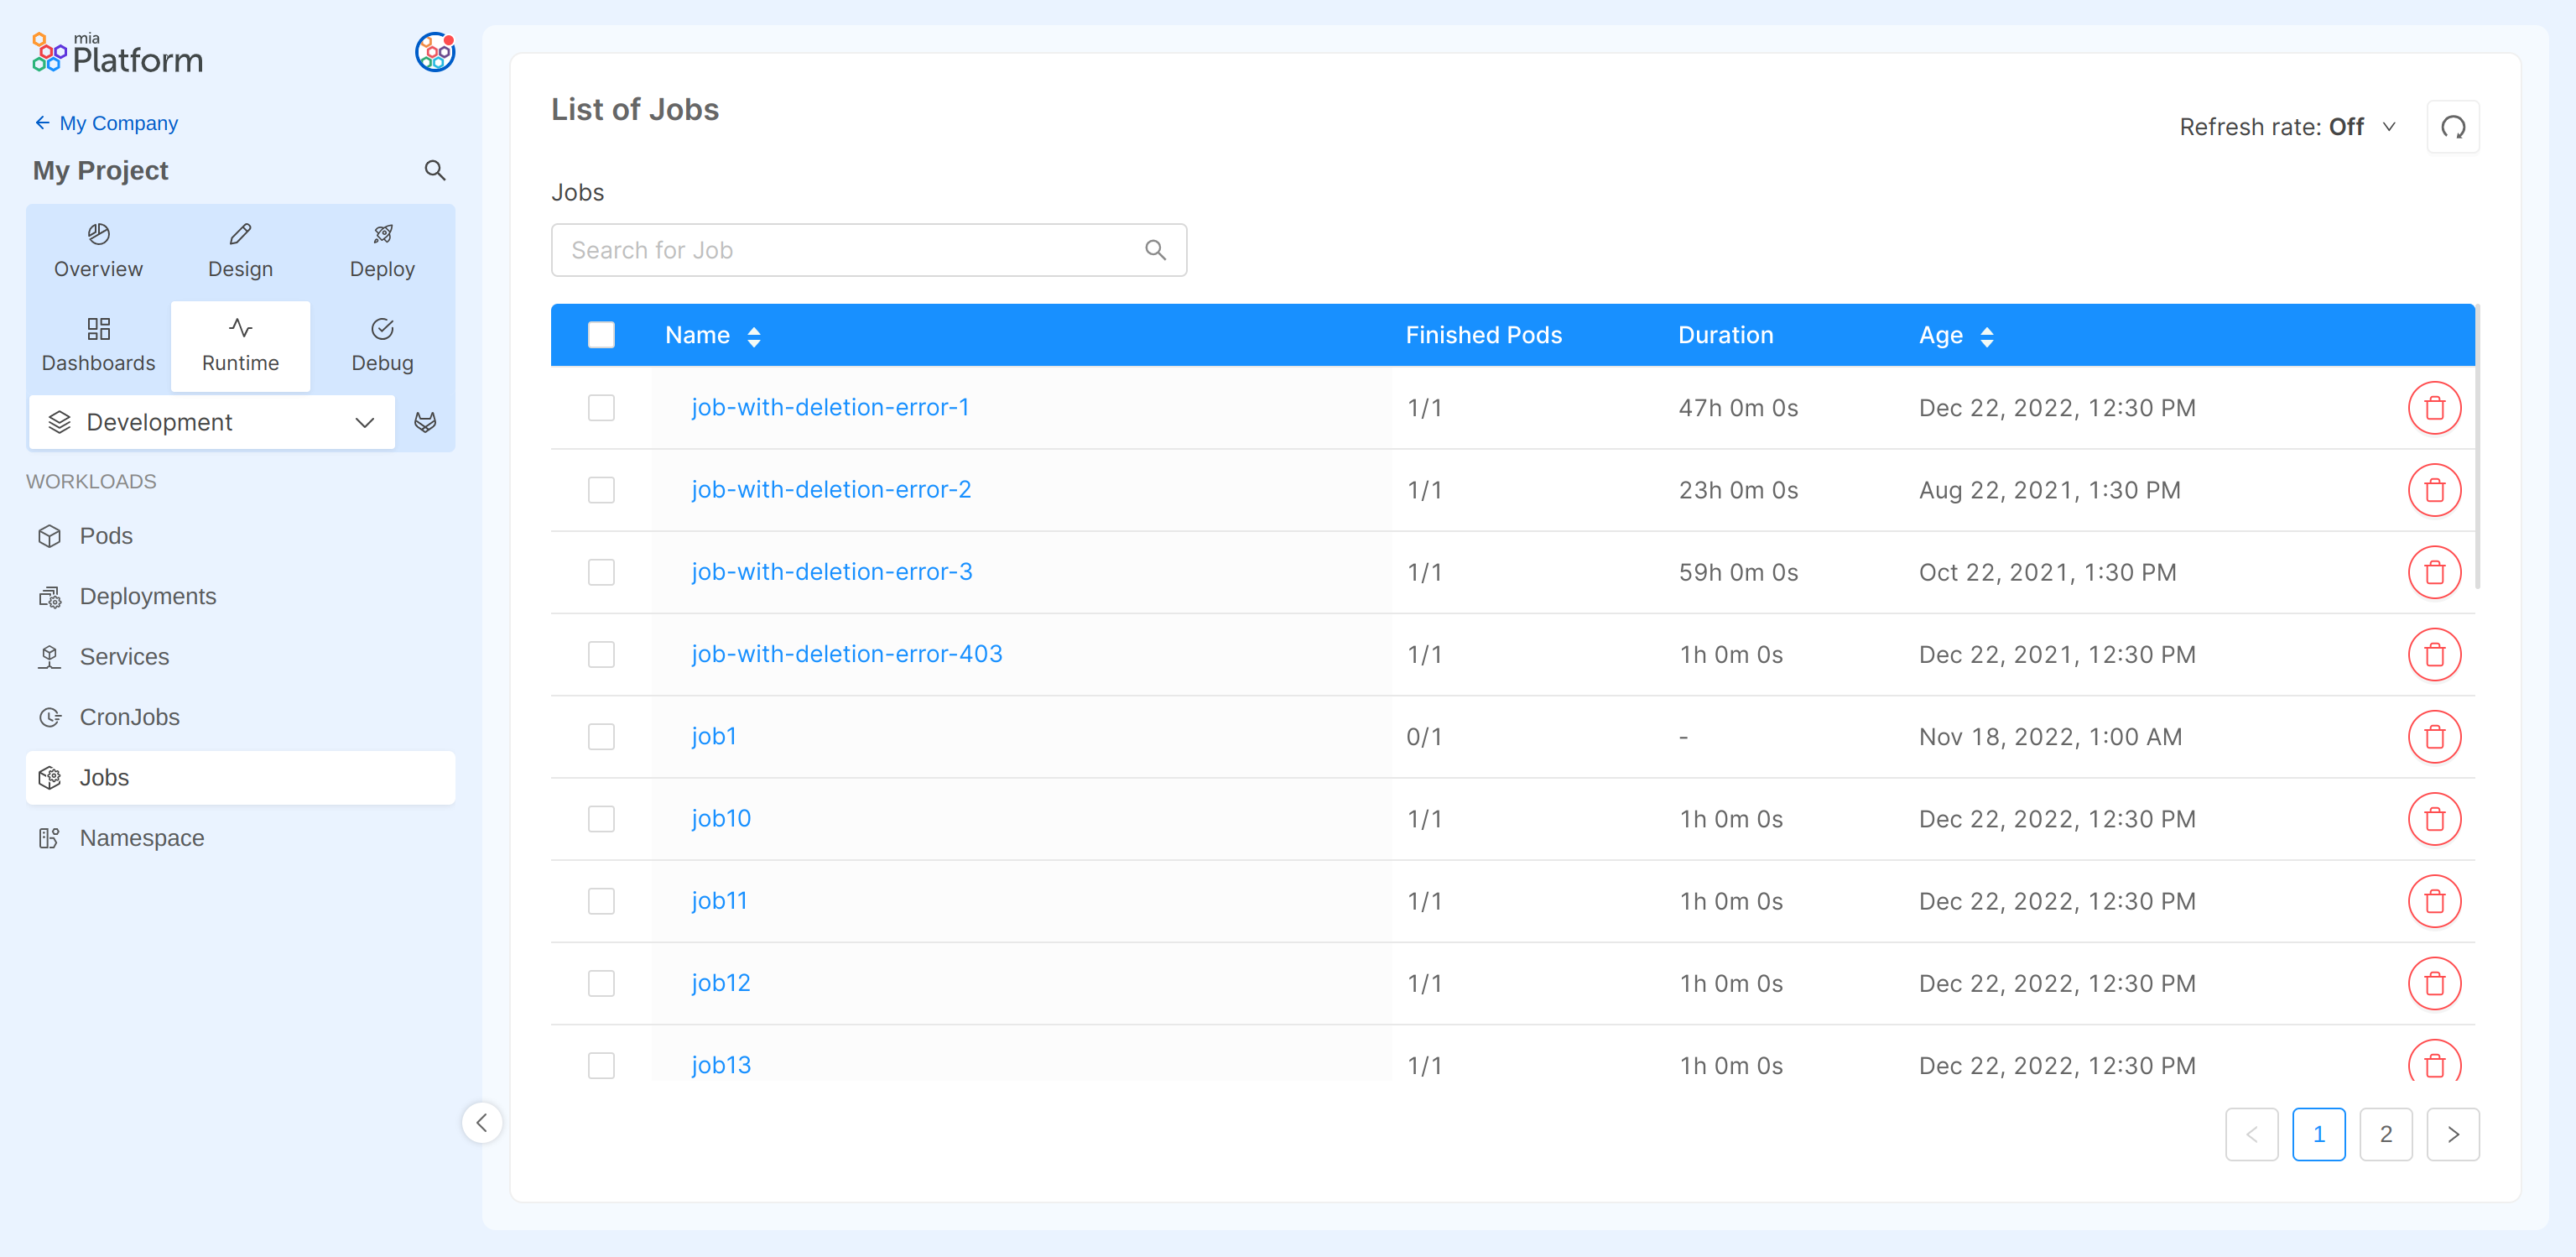 mia
Platform
My Company
My Project
Overview
Design
Deploy
Dashboards
Runtime
Debug
Development
WORKLOADS
Pods
Deployments
Services
CronJobs
Jobs
Namespace
List of Jobs
Refresh rate: Off
Jobs
Search for Job
Name Finished Pods Duration Age
job-with-deletion-error-1 1/1 47h 0m 0s Dec 22, 2022, 12:30 PM
job-with-deletion-error-2 1/1 23h 0m 0s Aug 22, 2021, 1:30 PM
job-with-deletion-error-3 1/1 59h 0m 0s Oct 22, 2021, 1:30 PM
job-with-deletion-error-403 1/1 1h 0m 0s Dec 22, 2021, 12:30 PM
job1 0/1 - Nov 18, 2022, 1:00 AM
job10 1/1 1h 0m 0s Dec 22, 2022, 12:30 PM
job11 1/1 1h 0m 0s Dec 22, 2022, 12:30 PM
job12 1/1 1h 0m 0s Dec 22, 2022, 12:30 PM
job13 1/1 1h 0m 0s Dec 22, 2022, 12:30 PM
1 2